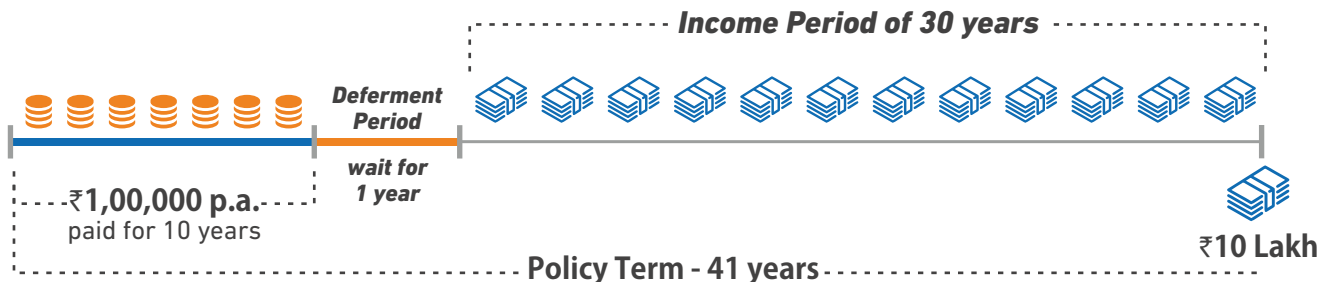 Income Period of 30 years
Deferment
Period
wait for
1 year
₹1,00,000 p.a.
paid for 10 years
₹10 Lakh
Policy Term - 41 years